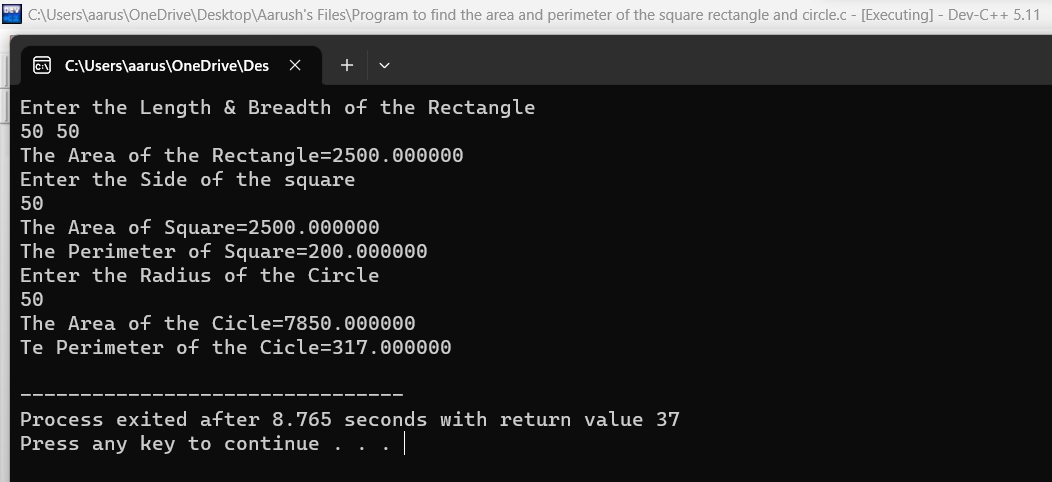 C:\Users\aarus\OneDrive\Desktop\Aarush's Files\Program to find the area and perimeter of the square rectangle and circle.c - [Executing] - Dev-C++ 5.11
C:\Users\aarus\OneDrive\Des
Enter the Length & Breadth of the Rectangle
50 50
The Area of the Rectangle=2500.000000
Enter the Side of the square
50
The Area of Square=2500.000000
The Perimeter of Square=200.000000
Enter the Radius of the Circle
50
The Area of the Cicle=7850.000000
Te Perimeter of the Cicle=317.000000
--------------------------------
Process exited after 8.765 seconds with return value 37
Press any key to continue . . .